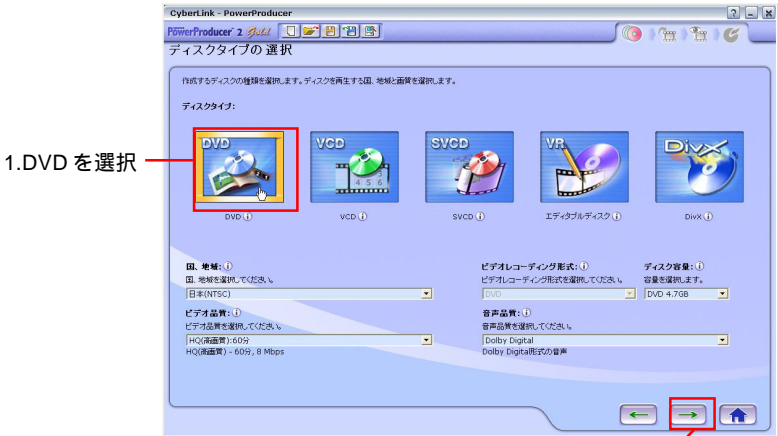 CyberLink - PowerProducer
PowerProducer 2 Gold
ディスクタイプの 選択
作成するディスクの種類を選択します。ディスクを再生する国、地域と画質を選択します。
ディスクタイプ:
1.DVD を選択
DVD VCD SVCD VR DivX
4 5 6
DVD VCD SVCD エディタブルディスク DivX
国、地域: ビデオレコーディング形式: ディスク容量:
国、地域を選択してください。 ビデオレコーディング形式を選択してください。 容量を選択します。
日本(NTSC) DVD DVD 4.7GB
ビデオ品質: 音声品質:
ビデオ品質を選択してください。 音声品質を選択してください。
HQ(高画質):60分 Dolby Digital
HQ(高画質) - 60分, 8 Mbps Dolby Digital形式の音声